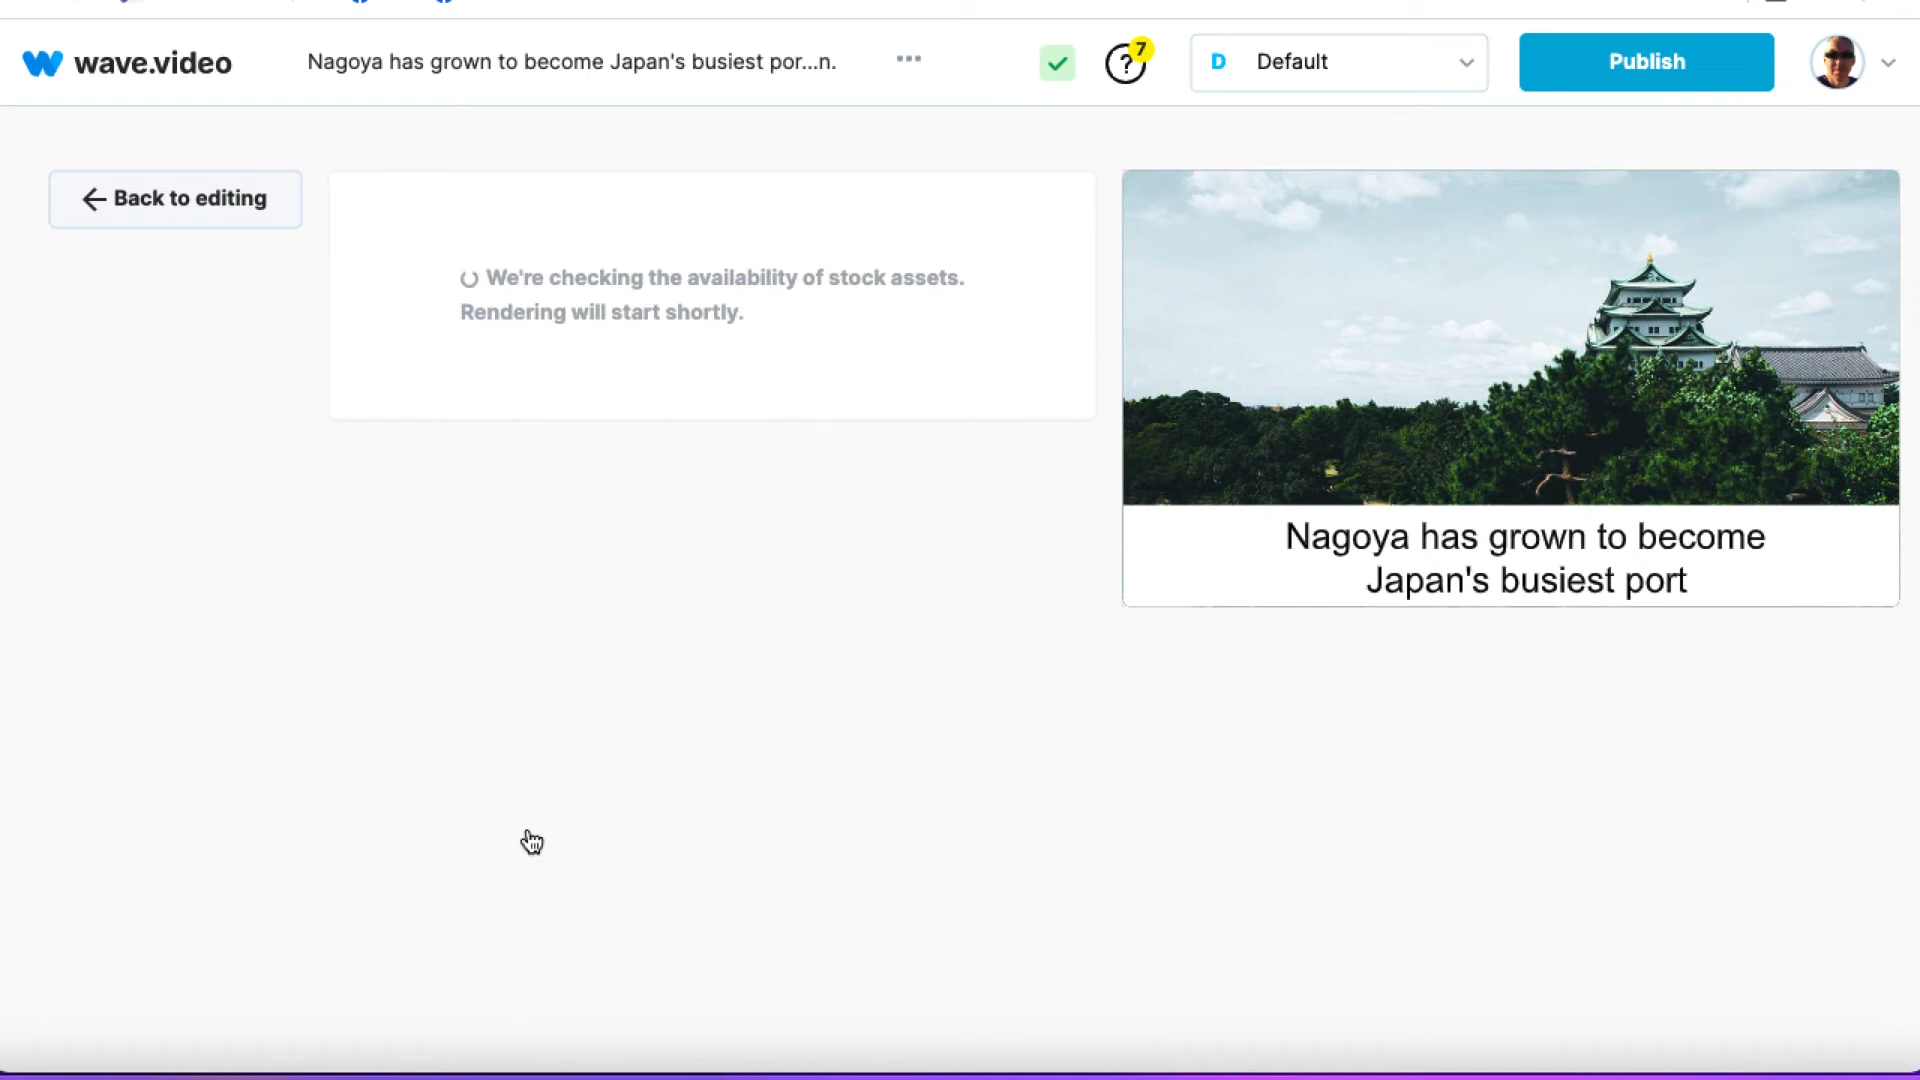 wave.video
Nagoya has grown to become Japan's busiest por...n.
?
7
D Default
Publish
Back to editing
We're checking the availability of stock assets.
Rendering will start shortly.
Nagoya has grown to become
Japan's busiest port